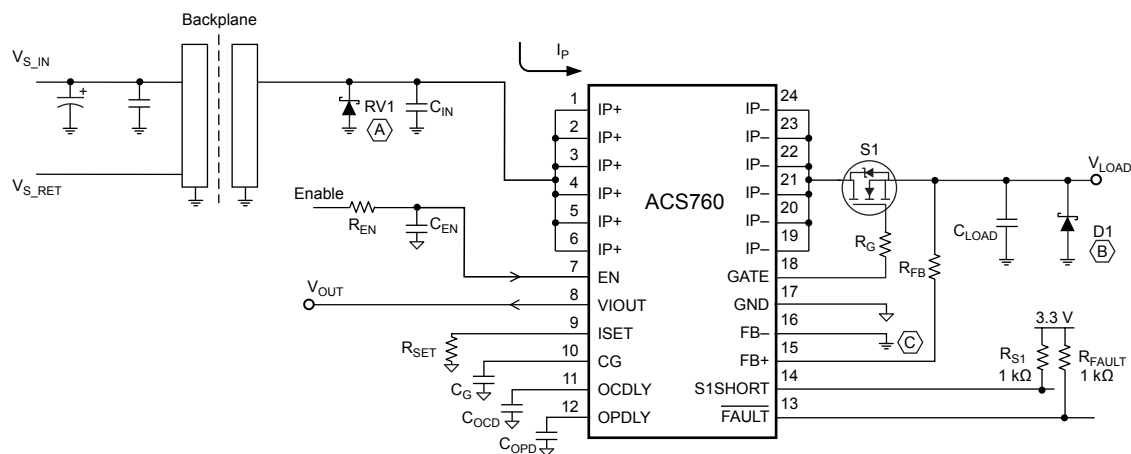 Backplane
V_S_IN
+
V_S_RET
RV1
A
C_IN
I_P
Enable
R_EN
C_EN
V_OUT
R_SET
C_G
C_OCD
C_OPD
1 IP+
2 IP+
3 IP+
4 IP+
5 IP+
6 IP+
7 EN
8 VIOUT
9 ISET
10 CG
11 OCDLY
12 OPDLY
ACS760
IP– 24
IP– 23
IP– 22
IP– 21
IP– 20
IP– 19
GATE 18
GND 17
FB– 16
FB+ 15
S1SHORT 14
FAULT 13
S1
V_LOAD
R_G
R_FB
C_LOAD
D1
B
C
3.3 V
R_S1
1 kΩ
R_FAULT
1 kΩ